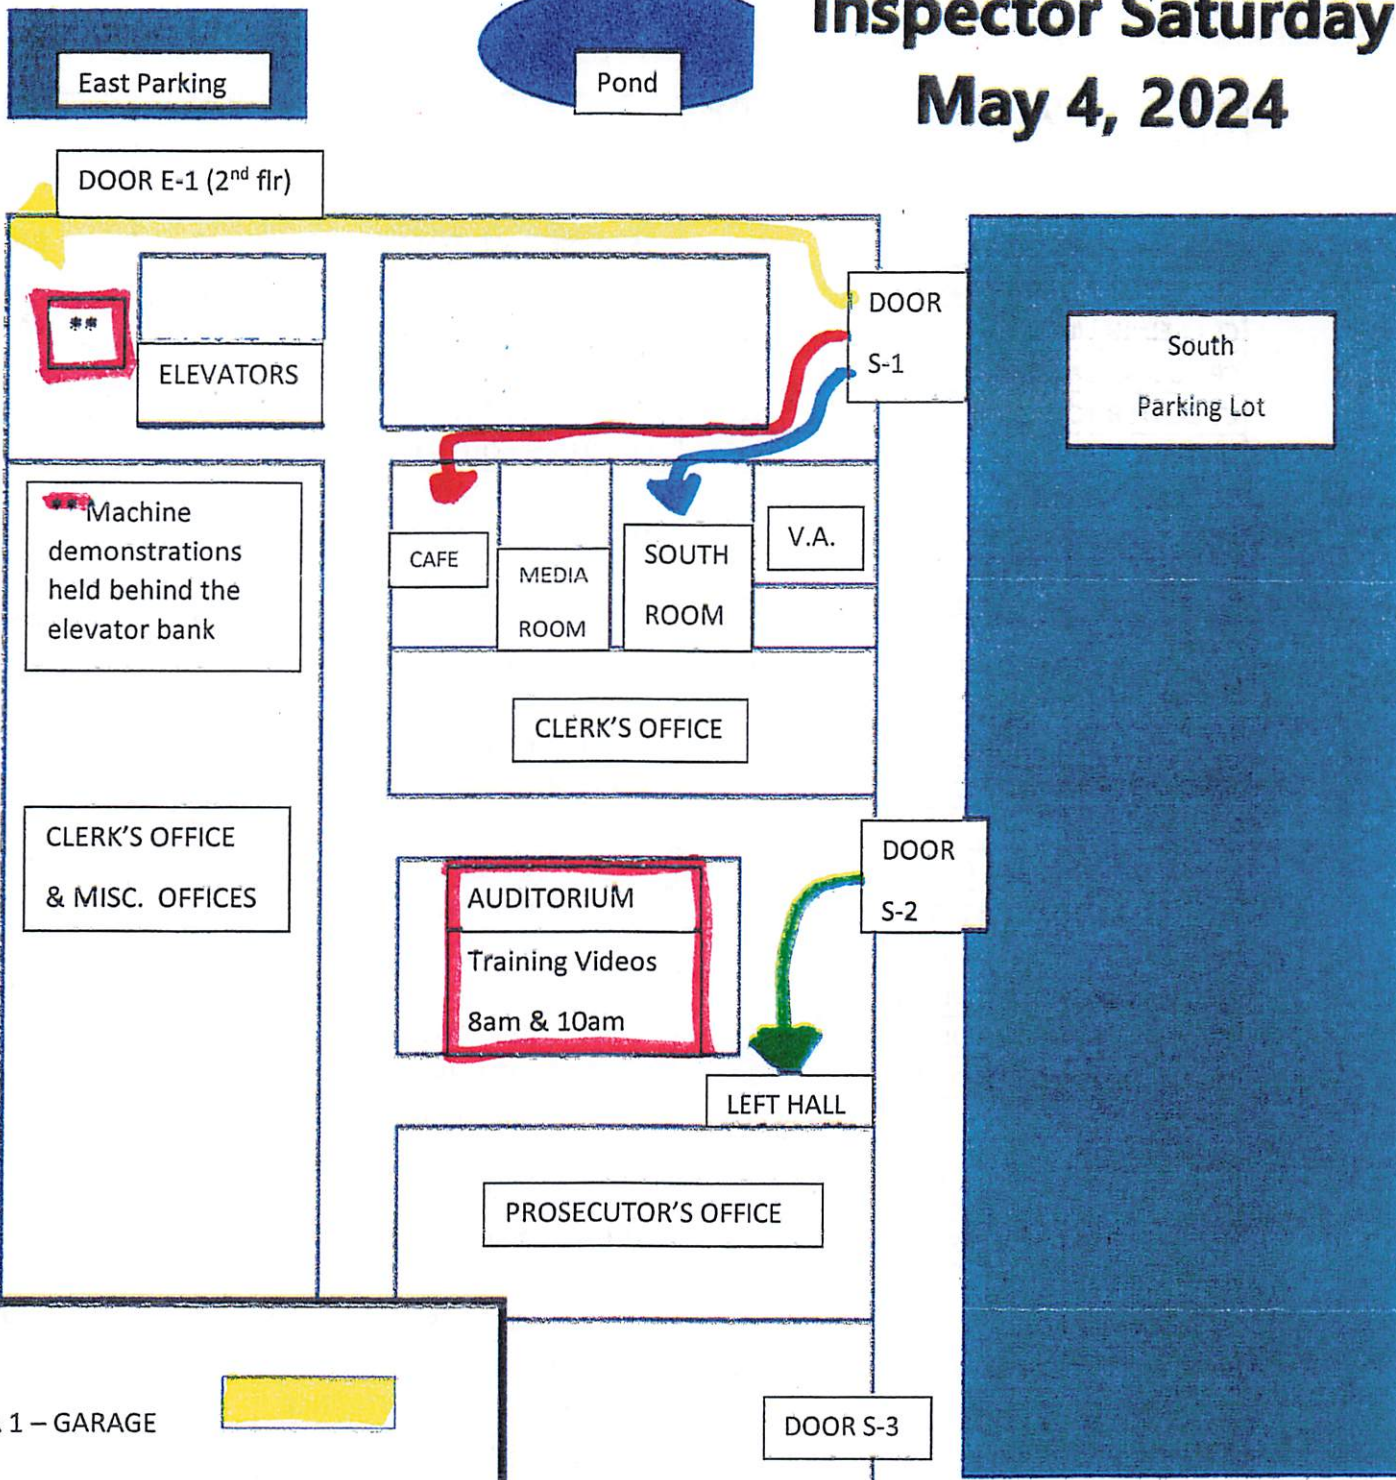 Inspector Saturday
May 4, 2024
East Parking
Pond
DOOR E-1 (2nd flr)
DOOR
S-1
South
Parking Lot
**
ELEVATORS
**Machine
demonstrations
held behind the
elevator bank
CAFE
MEDIA
ROOM
SOUTH
ROOM
V.A.
CLERK'S OFFICE
CLERK'S OFFICE
& MISC. OFFICES
DOOR
S-2
AUDITORIUM
Training Videos
8am & 10am
LEFT HALL
PROSECUTOR'S OFFICE
1 – GARAGE
DOOR S-3